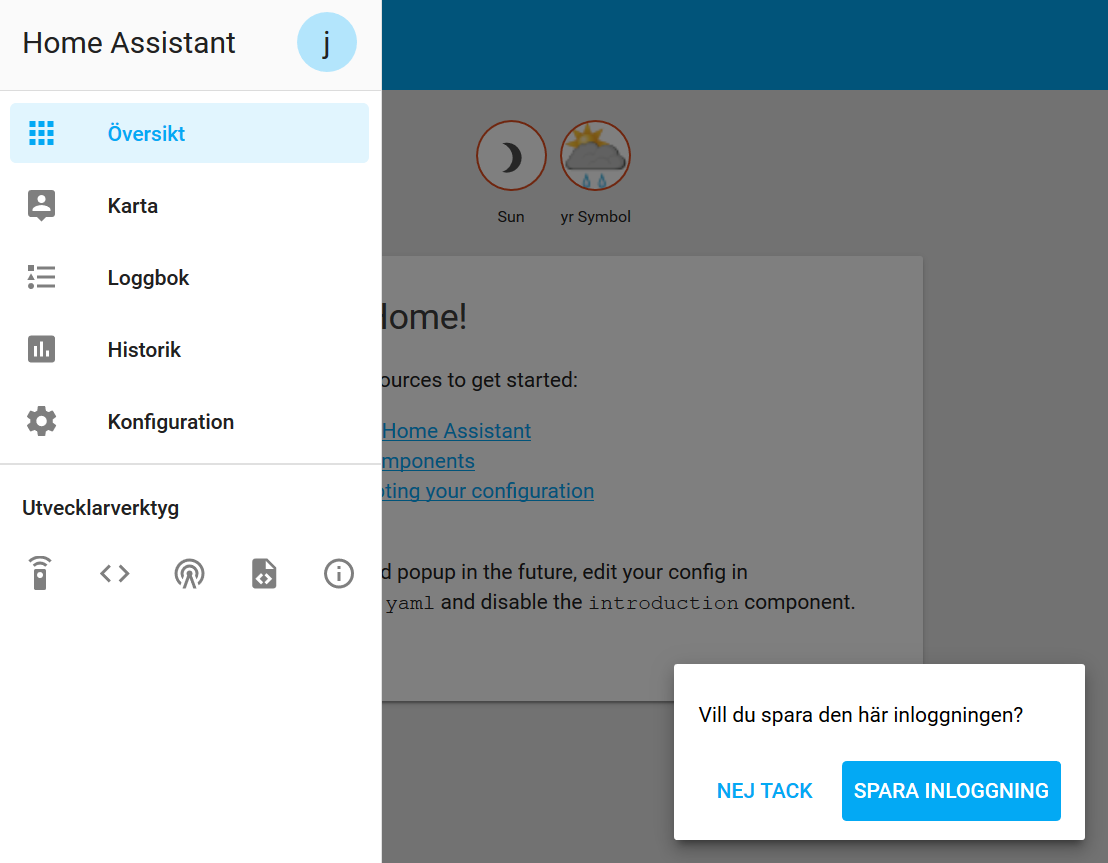 Home Assistant
j
Översikt
Karta
Loggbok
Historik
Konfiguration
Utvecklarverktyg
Sun
yr Symbol
ome!
ources to get started:
Home Assistant
mponents
ting your configuration
d popup in the future, edit your config in
yaml and disable the introduction component.
Vill du spara den här inloggningen?
NEJ TACK
SPARA INLOGGNING